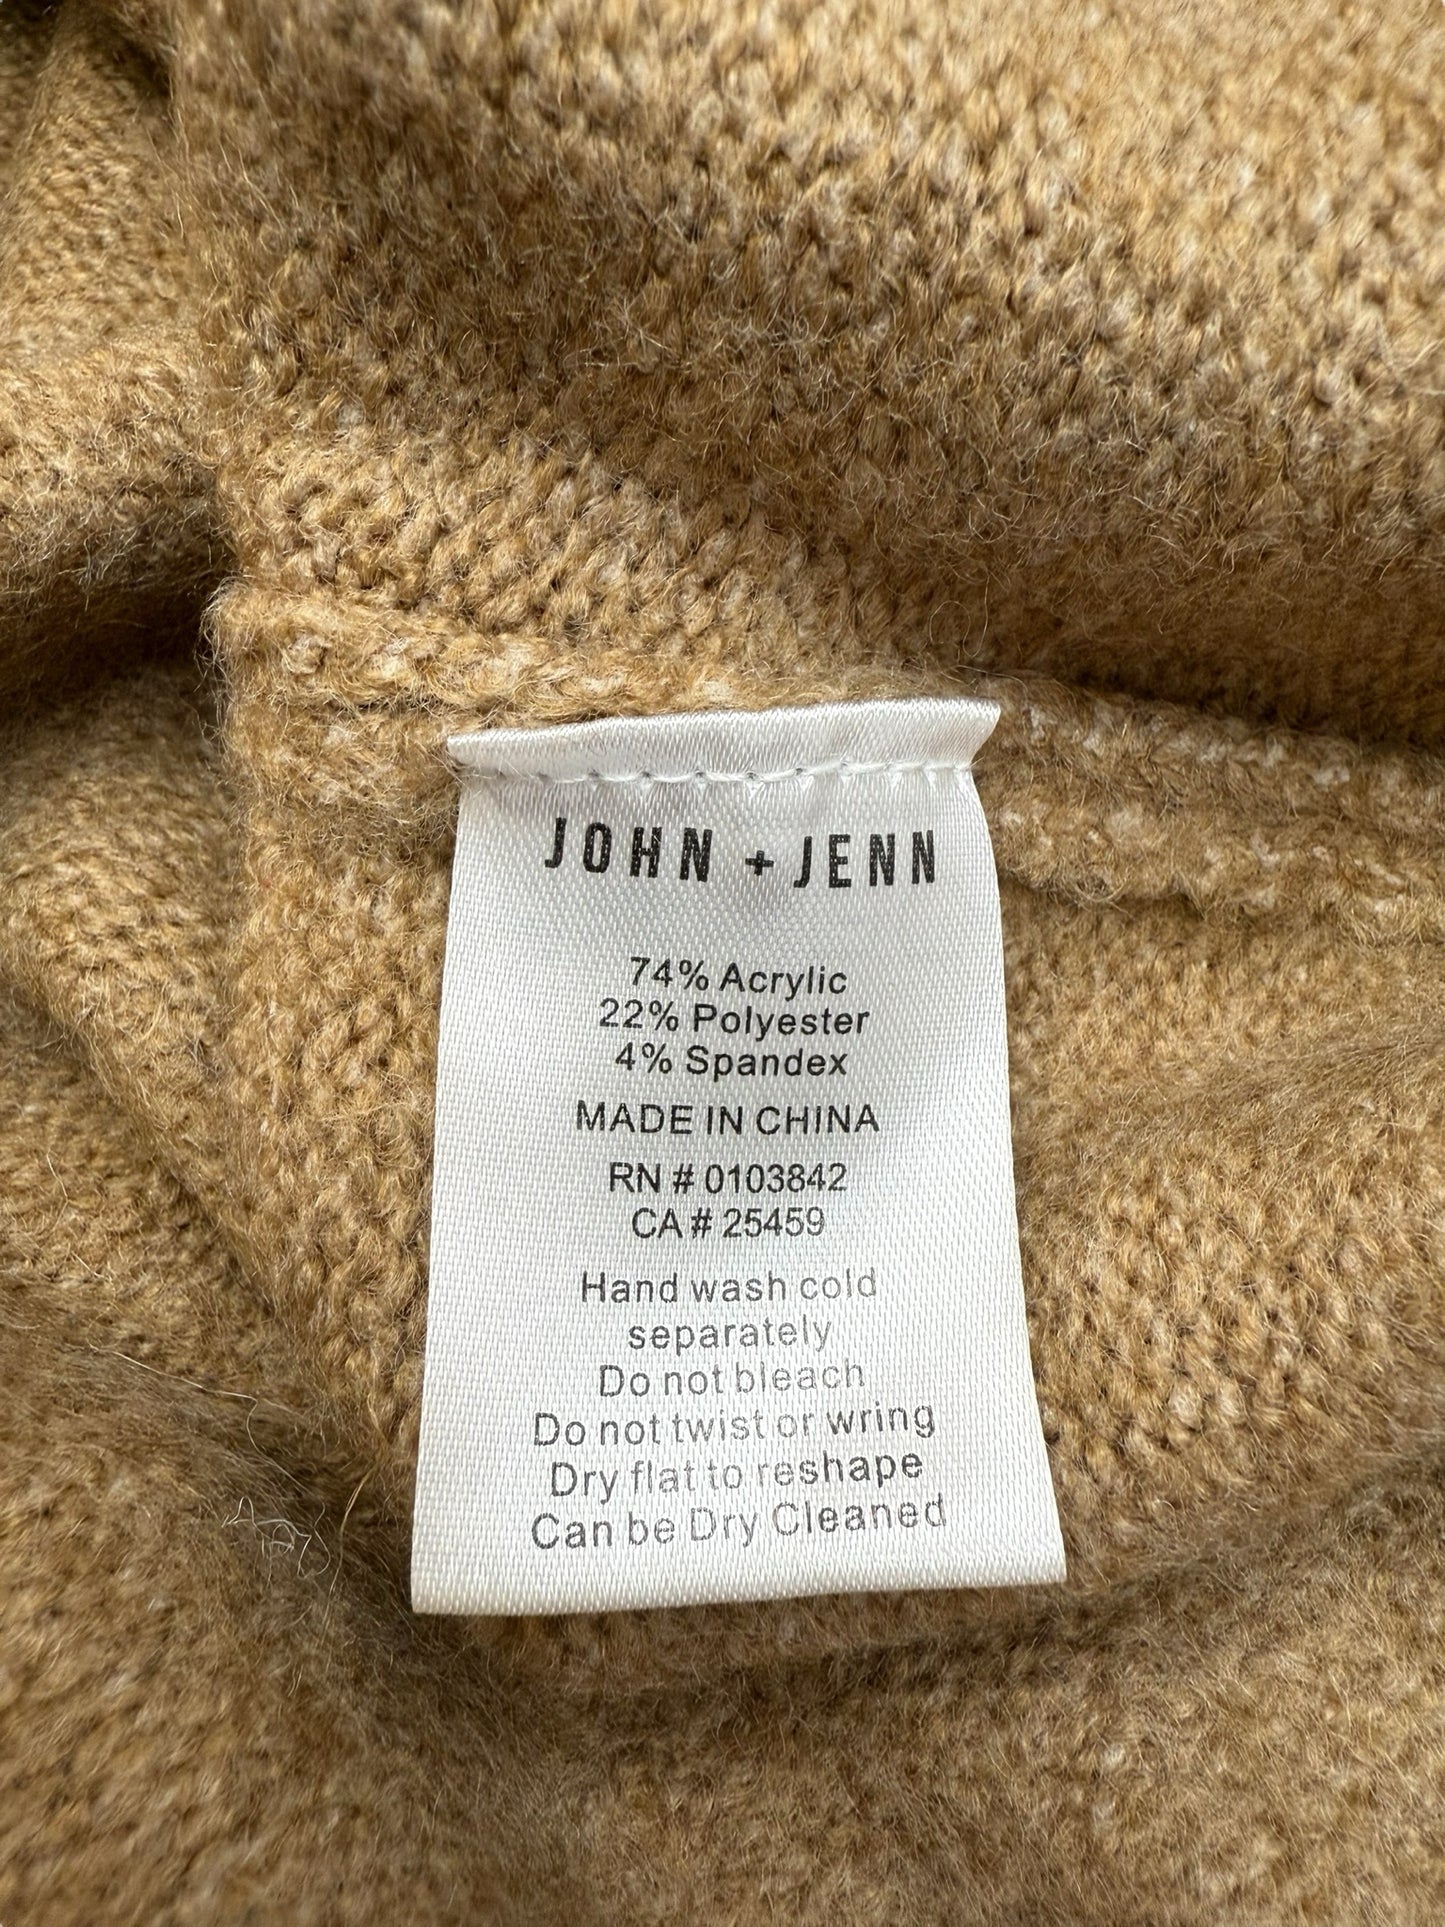 JOHN + JENN
74% Acrylic
22% Polyester
4% Spandex
MADE IN CHINA
RN # 0103842
CA # 25459
Hand wash cold
separately
Do not bleach
Do not twist or wring
Dry flat to reshape
Can be Dry Cleaned